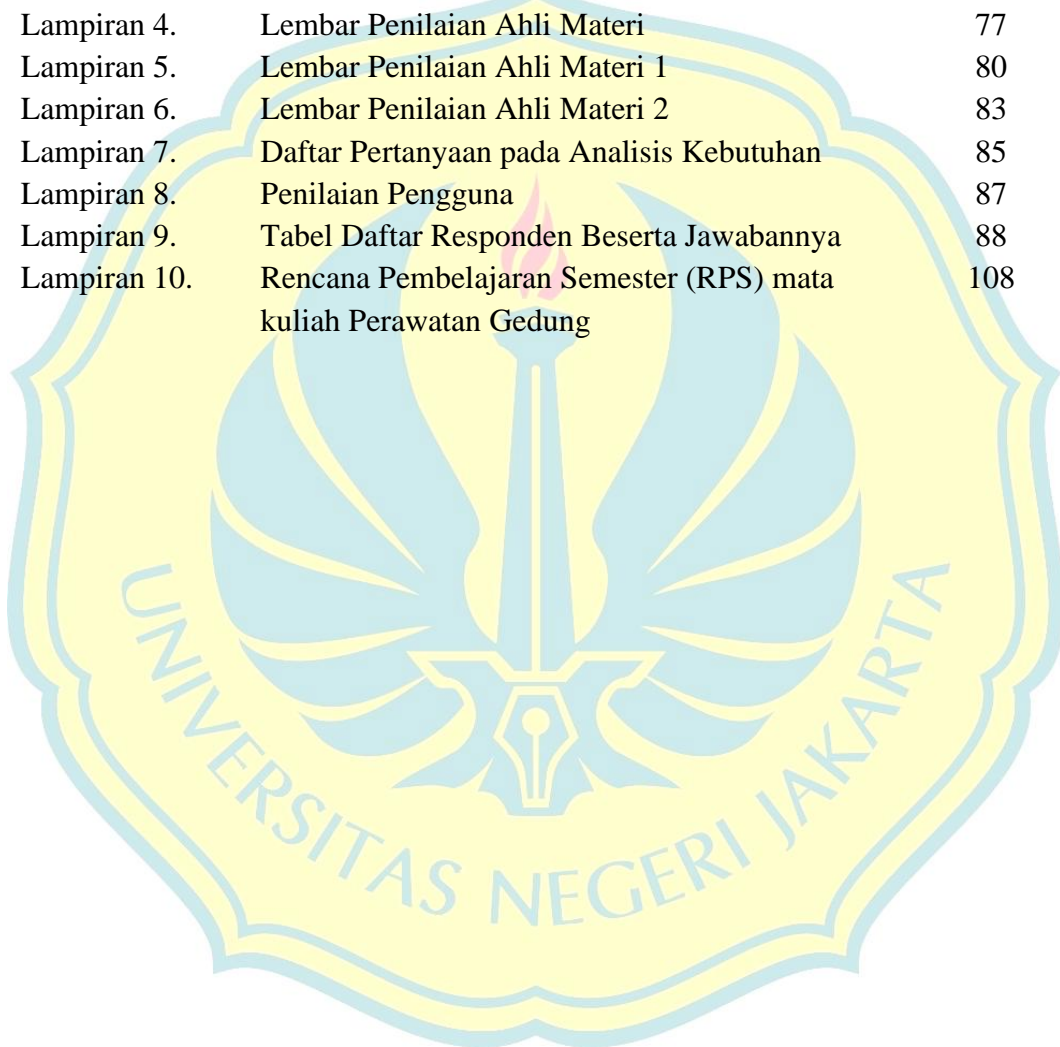 Lampiran 4. Lembar Penilaian Ahli Materi 77
Lampiran 5. Lembar Penilaian Ahli Materi 1 80
Lampiran 6. Lembar Penilaian Ahli Materi 2 83
Lampiran 7. Daftar Pertanyaan pada Analisis Kebutuhan 85
Lampiran 8. Penilaian Pengguna 87
Lampiran 9. Tabel Daftar Responden Beserta Jawabannya 88
Lampiran 10. Rencana Pembelajaran Semester (RPS) mata 108
kuliah Perawatan Gedung
UNIVERSITAS NEGERI JAKARTA